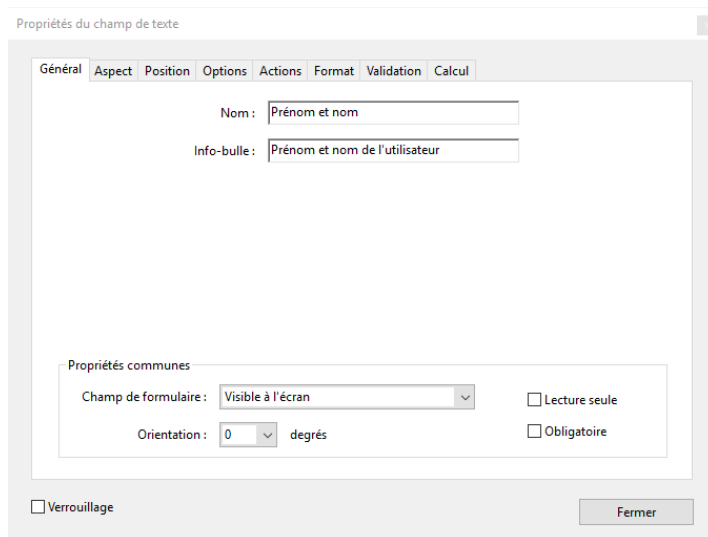 Propriétés du champ de texte
Général Aspect Position Options Actions Format Validation Calcul
Nom : Prénom et nom
Info-bulle : Prénom et nom de l'utilisateur
Propriétés communes
Champ de formulaire : Visible à l'écran Lecture seule
Orientation : 0 degrés Obligatoire
Verrouillage Fermer